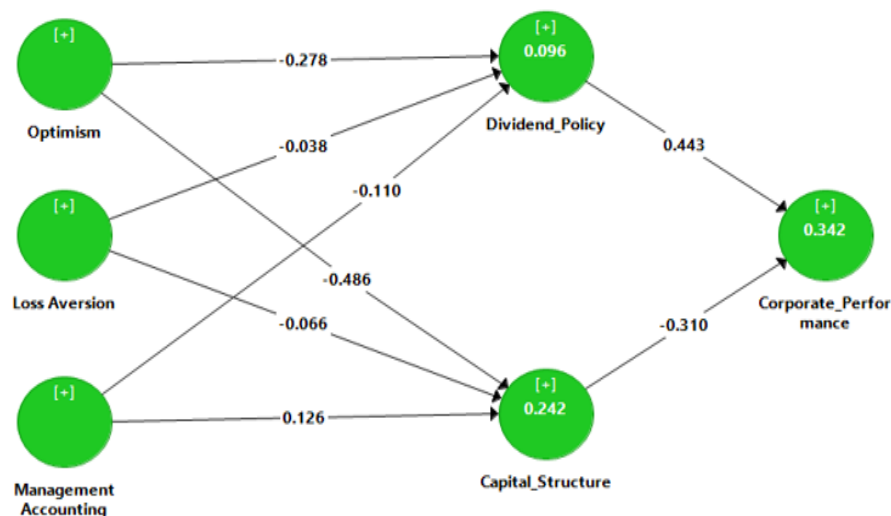 [+]
Optimism
[+]
Loss Aversion
[+]
Management
Accounting
-0.278
-0.038
-0.110
-0.486
-0.066
0.126
[+]
0.096
Dividend_Policy
[+]
0.242
Capital_Structure
0.443
-0.310
[+]
0.342
Corporate_Perfor
mance